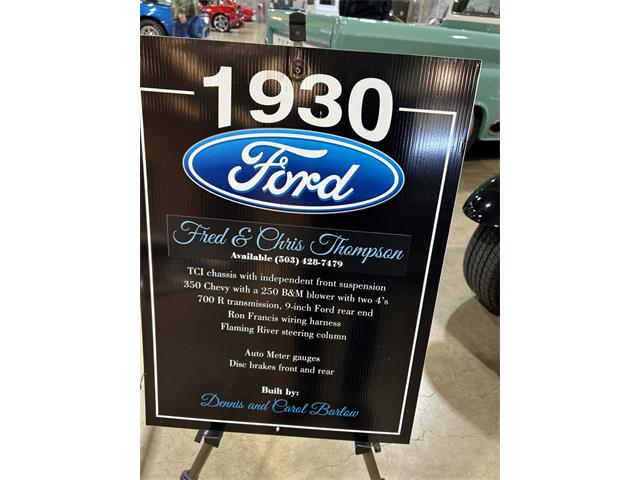 1930
Ford
Fred & Chris Thompson
Available (503) 428-7479
TCI chassis with independent front suspension
350 Chevy with a 250 B&M blower with two 4's
700 R transmission, 9-inch Ford rear end
Ron Francis wiring harness
Flaming River steering column
Auto Meter gauges
Disc brakes front and rear
Built by:
Dennis and Carol Barlow